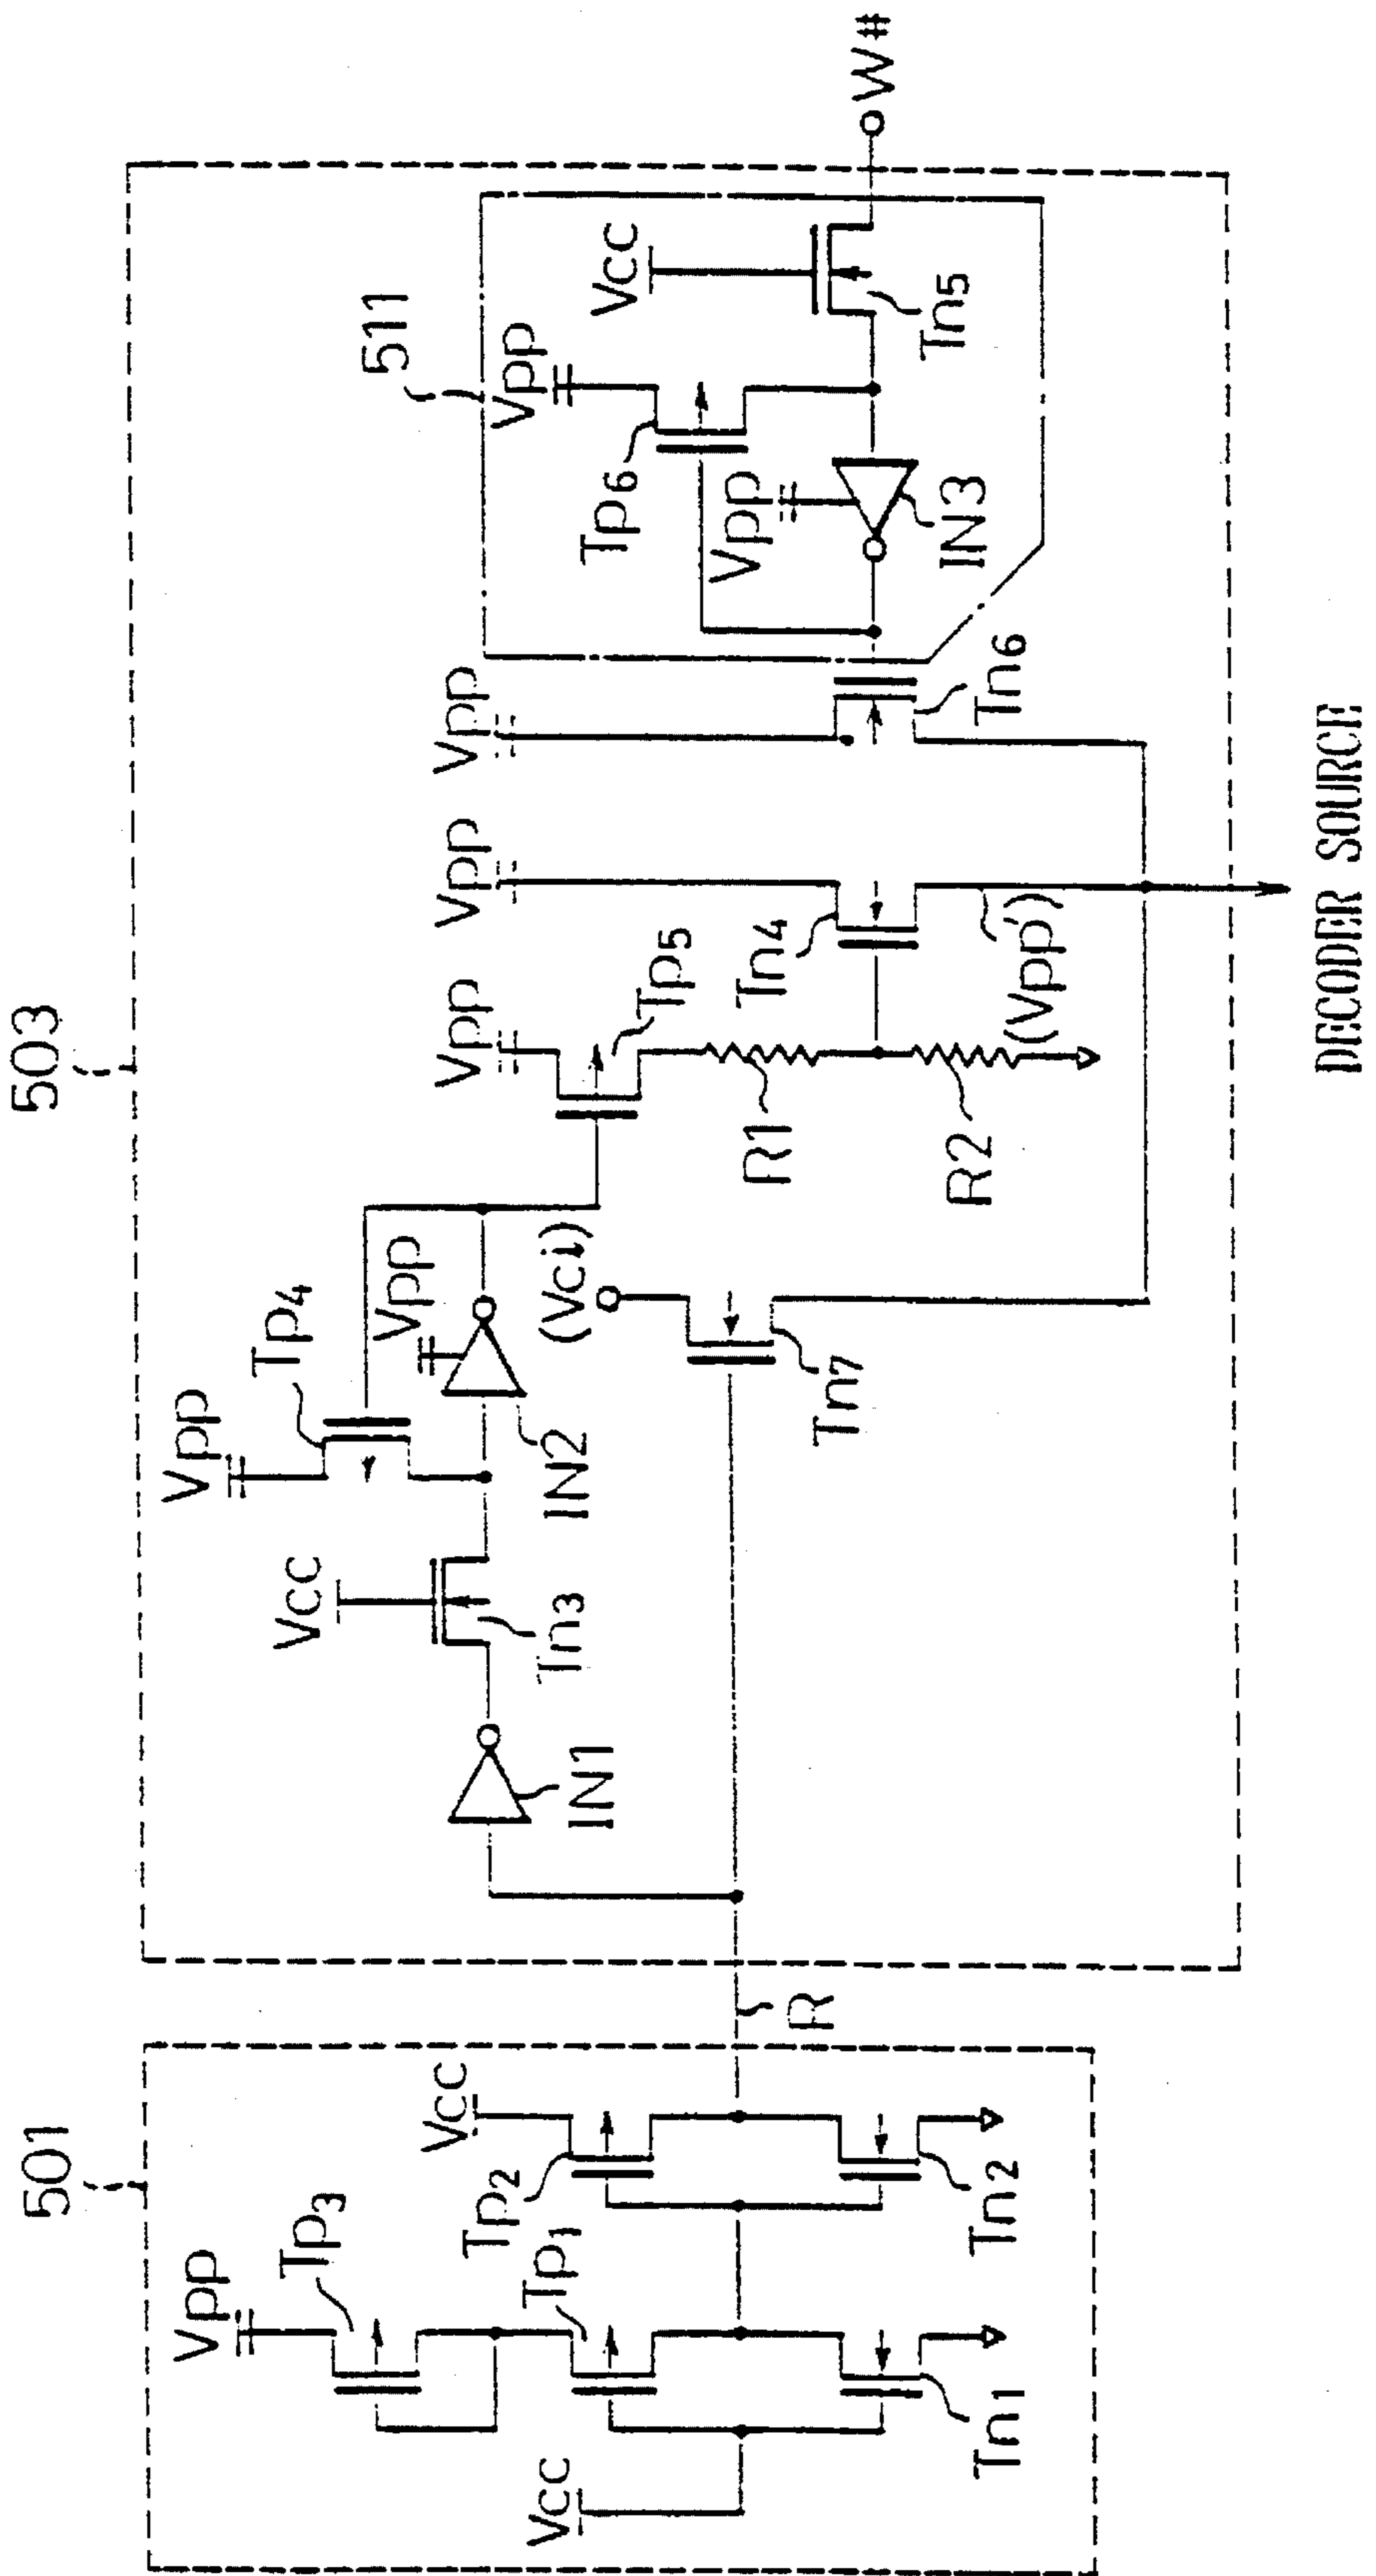 501
503
511
Vpp
Tp3
Vcc
Tp1
Tn1
Vcc
Tp2
Tn2
R
IN1
Vcc
Tn3
Vpp
Tp4
Vpp
IN2
(Vci)
Tn7
Vpp
Tp5
R1
R2
Vpp
Tn4
(Vpp')
Vpp
Tn6
Vpp
Tp6
Vpp
IN3
Vcc
Tn5
W#
DECODER SOURCE